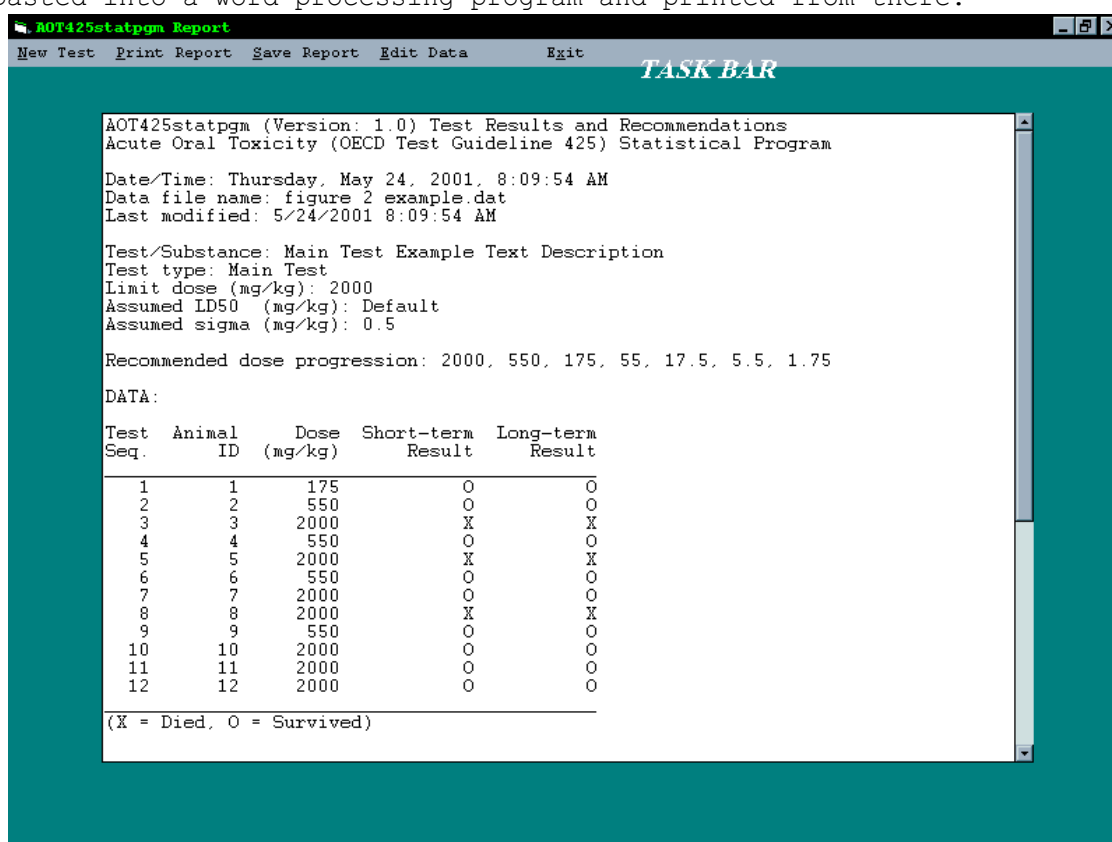 pasted into a word processing program and printed from there.
AOT425statpgm Report
New Test Print Report Save Report Edit Data Exit
TASK BAR
AOT425statpgm (Version: 1.0) Test Results and Recommendations
Acute Oral Toxicity (OECD Test Guideline 425) Statistical Program
Date/Time: Thursday, May 24, 2001, 8:09:54 AM
Data file name: figure 2 example.dat
Last modified: 5/24/2001 8:09:54 AM
Test/Substance: Main Test Example Text Description
Test type: Main Test
Limit dose (mg/kg): 2000
Assumed LD50 (mg/kg): Default
Assumed sigma (mg/kg): 0.5
Recommended dose progression: 2000, 550, 175, 55, 17.5, 5.5, 1.75
DATA:
Test Animal Dose Short-term Long-term
Seq. ID (mg/kg) Result Result
1 1 175 O O
2 2 550 O O
3 3 2000 X X
4 4 550 O O
5 5 2000 X X
6 6 550 O O
7 7 2000 O O
8 8 2000 X X
9 9 550 O O
10 10 2000 O O
11 11 2000 O O
12 12 2000 O O
(X = Died, O = Survived)